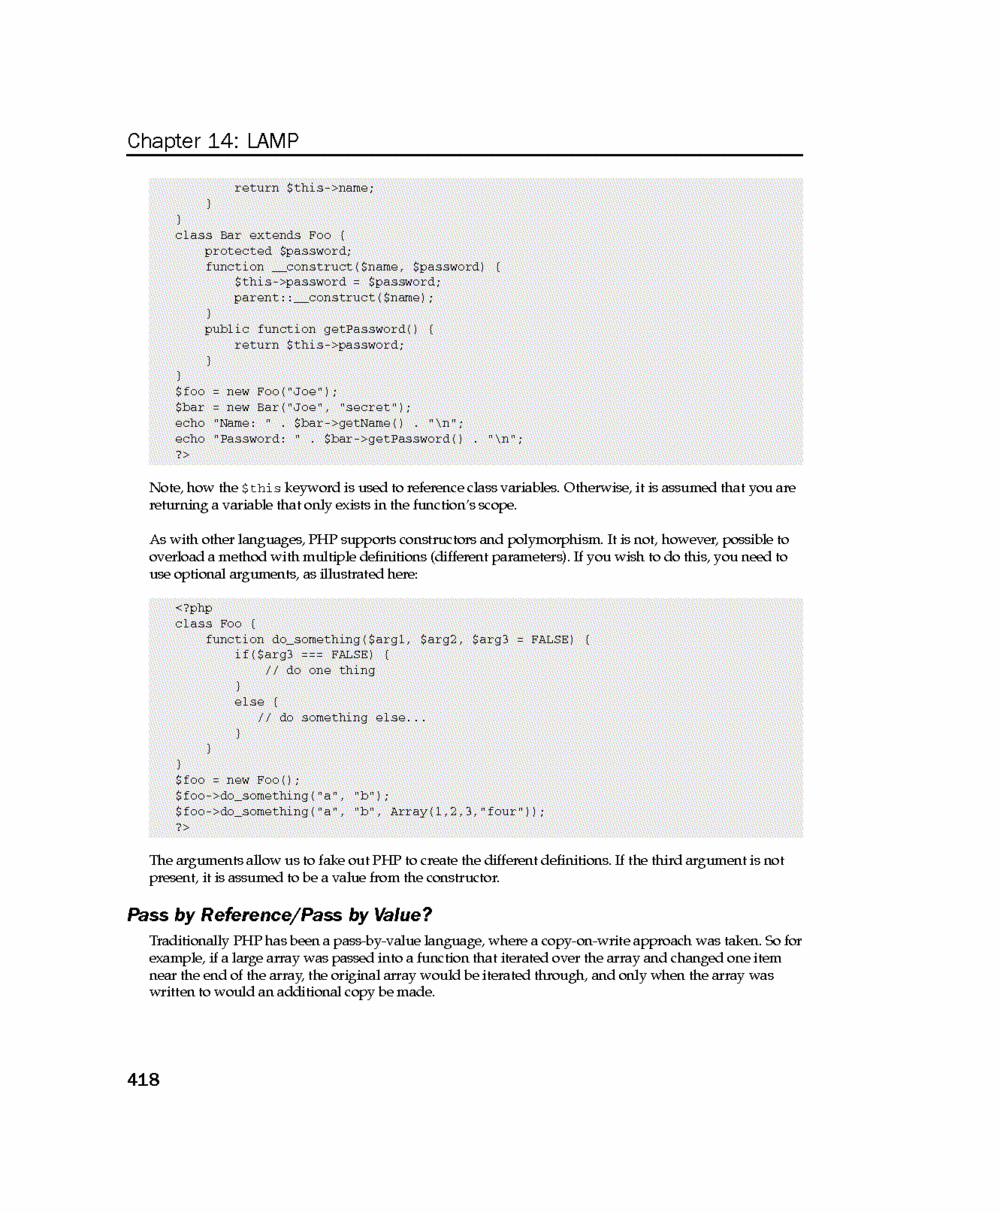 Chapter 14: LAMP
return $this->name;
}
}
class Bar extends Foo {
protected $password;
function __construct($name, $password) {
$this->password = $password;
parent::__construct($name);
}
public function getPassword() {
return $this->password;
}
}
$foo = new Foo("Joe");
$bar = new Bar("Joe", "secret");
echo "Name: " . $bar->getName() . "\n";
echo "Password: " . $bar->getPassword() . "\n";
?>
Note, how the $this keyword is used to reference class variables. Otherwise, it is assumed that you are
returning a variable that only exists in the function's scope.
As with other languages, PHP supports constructors and polymorphism. It is not, however, possible to
overload a method with multiple definitions (different parameters). If you wish to do this, you need to
use optional arguments, as illustrated here:
<?php
class Foo {
function do_something($arg1, $arg2, $arg3 = FALSE) {
if($arg3 === FALSE) {
// do one thing
}
else {
// do something else...
}
}
}
$foo = new Foo();
$foo->do_something("a", "b");
$foo->do_something("a", "b", Array(1,2,3,"four"));
?>
The arguments allow us to fake out PHP to create the different definitions. If the third argument is not
present, it is assumed to be a value from the constructor.
Pass by Reference/Pass by Value?
Traditionally PHP has been a pass-by-value language, where a copy-on-write approach was taken. So for
example, if a large array was passed into a function that iterated over the array and changed one item
near the end of the array, the original array would be iterated through, and only when the array was
written to would an additional copy be made.
418